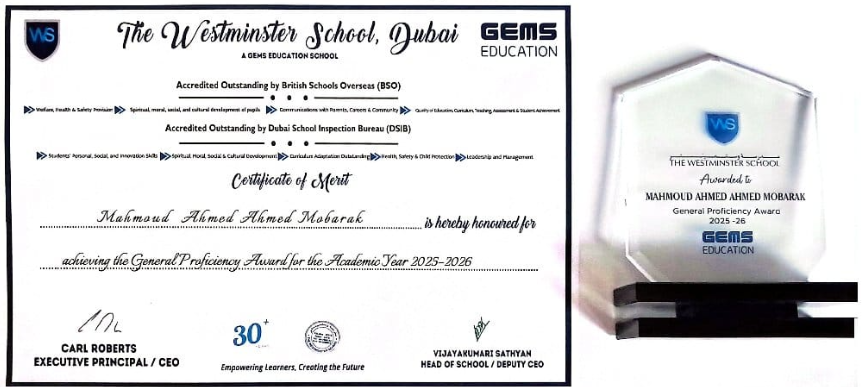 WS
The Westminster School, Dubai
A GEMS EDUCATION SCHOOL
GEMS
EDUCATION
Accredited Outstanding by British Schools Overseas (BSO)
Welfare, Health & Safety Provision Spiritual, moral, social, and cultural development of pupils Communications with Parents, Careers & Community Quality of Education, Curriculum, Teaching, Assessment & Student Achievement
Accredited Outstanding by Dubai School Inspection Bureau (DSIB)
Students' Personal, Social, and Innovation Skills Spiritual, Moral, Social & Cultural Development Curriculum Adaptation Outstanding Health, Safety & Child Protection Leadership and Management
Certificate of Merit
Mahmoud Ahmed Ahmed Mobarak is hereby honoured for
achieving the General Proficiency Award for the Academic Year 2025-2026
CARL ROBERTS
EXECUTIVE PRINCIPAL / CEO
30+
Empowering Learners, Creating the Future
VIJAYAKUMARI SATHYAN
HEAD OF SCHOOL / DEPUTY CEO
WS
THE WESTMINSTER SCHOOL
Awarded to
MAHMOUD AHMED AHMED MOBARAK
General Proficiency Award
2025 -26
GEMS
EDUCATION